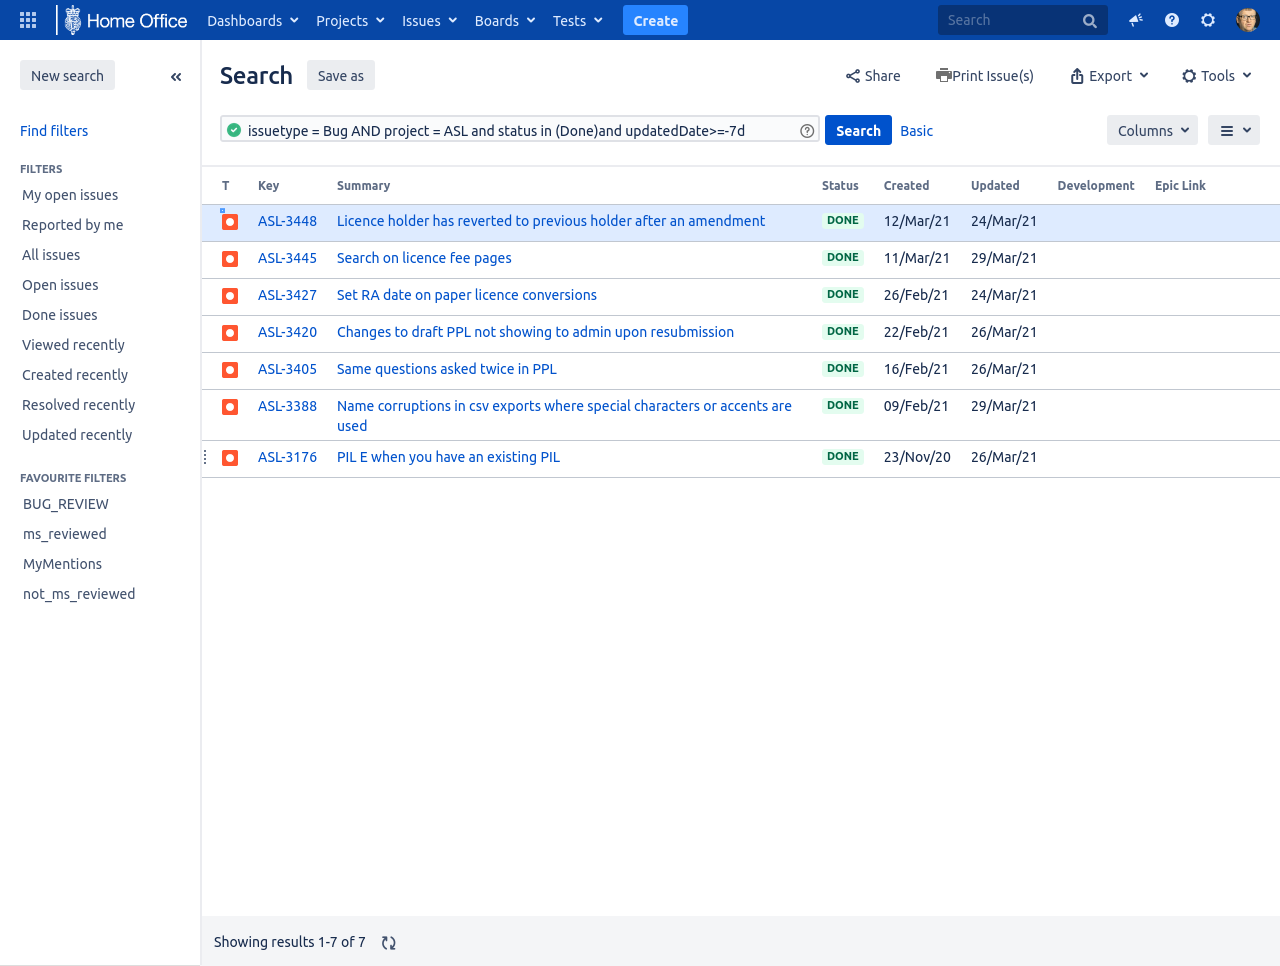 Home Office Dashboards Projects Issues Boards Tests Create Search
New search
Find filters
FILTERS
My open issues
Reported by me
All issues
Open issues
Done issues
Viewed recently
Created recently
Resolved recently
Updated recently
FAVOURITE FILTERS
BUG_REVIEW
ms_reviewed
MyMentions
not_ms_reviewed
Search Save as Share Print Issue(s) Export Tools
issuetype = Bug AND project = ASL and status in (Done)and updatedDate>=-7d Search Basic Columns
T Key Summary Status Created Updated Development Epic Link
ASL-3448 Licence holder has reverted to previous holder after an amendment DONE 12/Mar/21 24/Mar/21
ASL-3445 Search on licence fee pages DONE 11/Mar/21 29/Mar/21
ASL-3427 Set RA date on paper licence conversions DONE 26/Feb/21 24/Mar/21
ASL-3420 Changes to draft PPL not showing to admin upon resubmission DONE 22/Feb/21 26/Mar/21
ASL-3405 Same questions asked twice in PPL DONE 16/Feb/21 26/Mar/21
ASL-3388 Name corruptions in csv exports where special characters or accents are DONE 09/Feb/21 29/Mar/21
used
ASL-3176 PIL E when you have an existing PIL DONE 23/Nov/20 26/Mar/21
Showing results 1-7 of 7